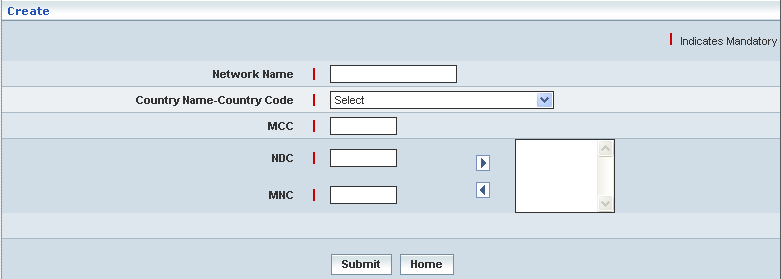 Create
Indicates Mandatory
Network Name
Country Name-Country Code Select
MCC
NDC
MNC
Submit Home